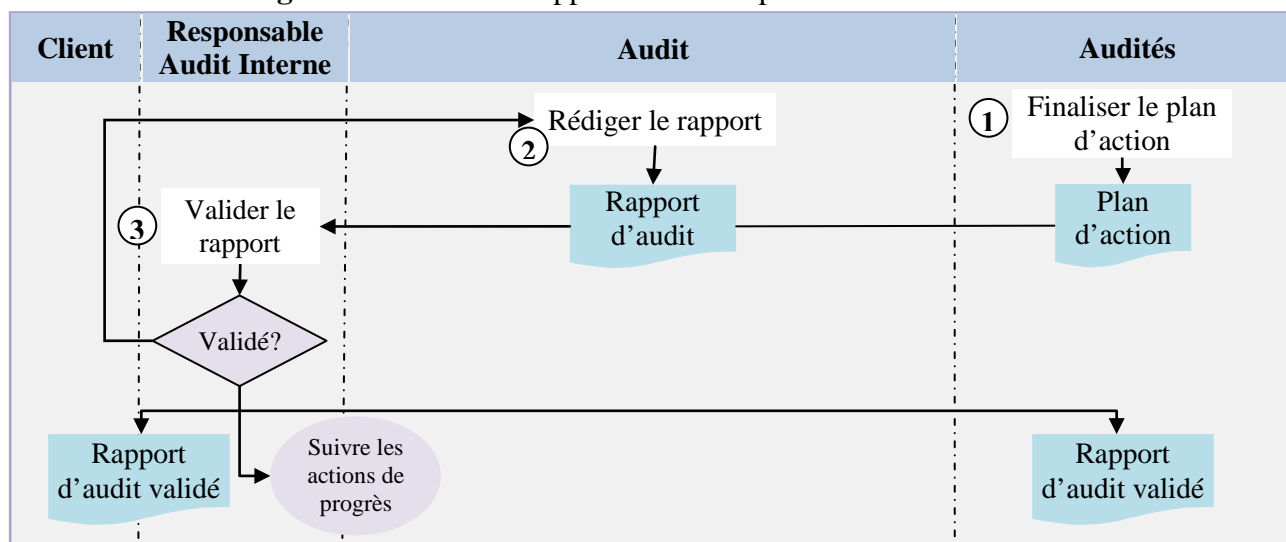 Client
Responsable
Audit Interne
Audit
Audités
1
Finaliser le plan
d’action
Rédiger le rapport
2
Rapport
d’audit
Plan
d’action
3
Valider le
rapport
Validé?
Rapport
d’audit validé
Suivre les
actions de
progrès
Rapport
d’audit validé